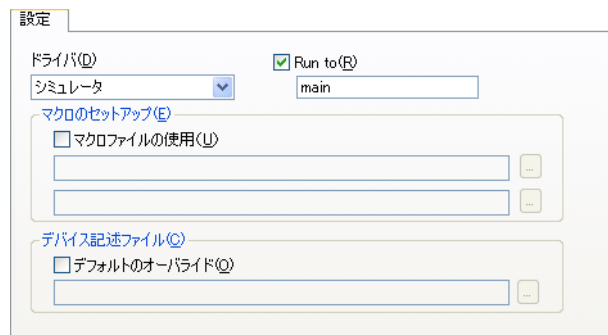 設定
ドライバ(D)
Run to(R)
シミュレータ
main
マクロのセットアップ(E)
マクロファイルの使用(U)
...
...
デバイス記述ファイル(C)
デフォルトのオーバライド(O)
...